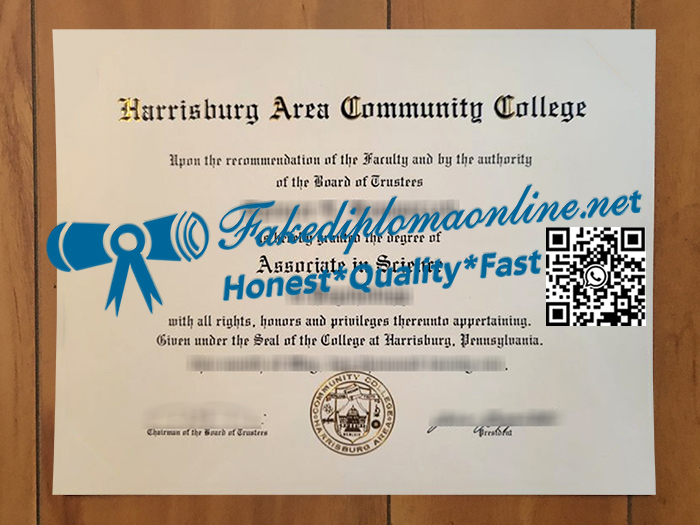 Harrisburg Area Community College
Upon the recommendation of the Faculty and by the authority
of the Board of Trustees
Fakediplomaonline.net
is hereby granted the degree of
Associate in Science
Honest*Quality*Fast
with all rights, honors and privileges thereunto appertaining.
Given under the Seal of the College at Harrisburg, Pennsylvania.
COMMUNITY COLLEGE
HARRISBURG AREA
Chairman of the Board of Trustees
President